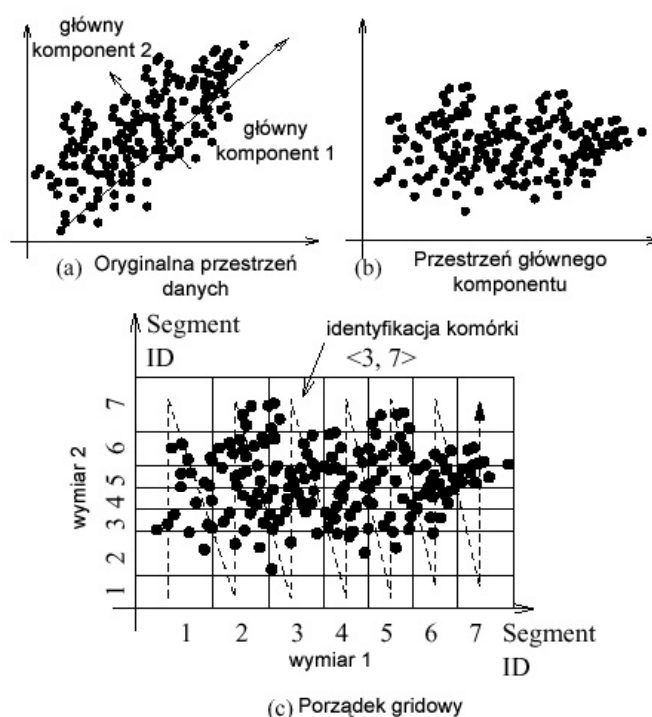 główny
komponent 2
główny
komponent 1
(a) Oryginalna przestrzeń
danych
(b) Przestrzeń głównego
komponentu
Segment
ID
identyfikacja komórki
<3, 7>
wymiar 2
7
6
5
4
3
2
1
1 2 3 4 5 6 7 Segment
ID
wymiar 1
(c) Porządek gridowy